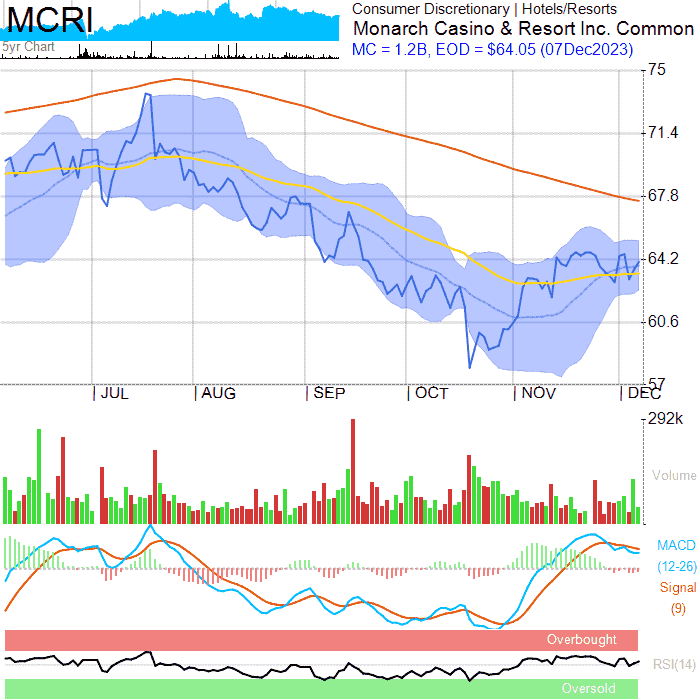 MCRI
5yr Chart
Consumer Discretionary | Hotels/Resorts
Monarch Casino & Resort Inc. Common
MC = 1.2B, EOD = $64.05 (07Dec2023)
75
71.4
67.8
64.2
60.6
57
JUL AUG SEP OCT NOV DEC
292k
Volume
MACD
(12-26)
Signal
(9)
Overbought
RSI(14)
Oversold